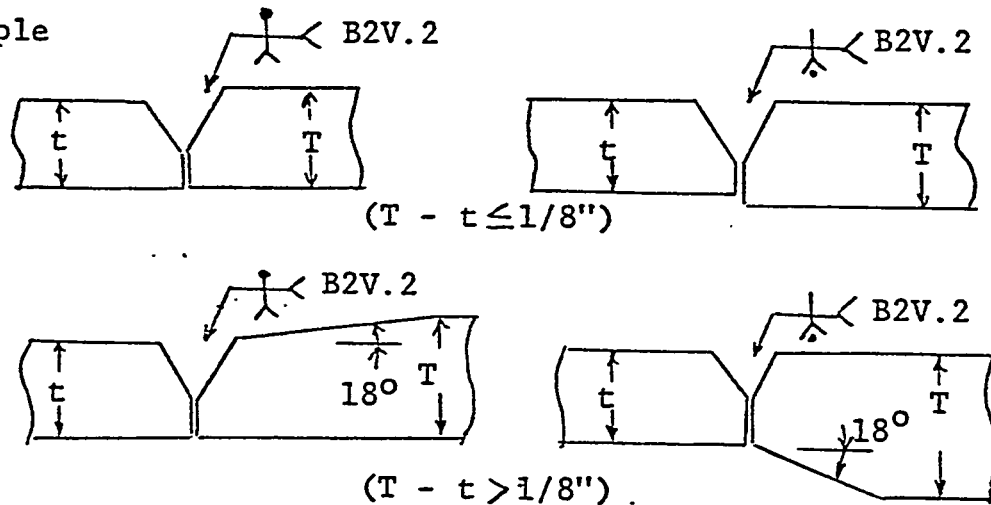 ple B2V.2 B2V.2
t T t T
(T - t ≤ 1/8")
B2V.2 B2V.2
t 18° T t 18° T
(T - t > 1/8")